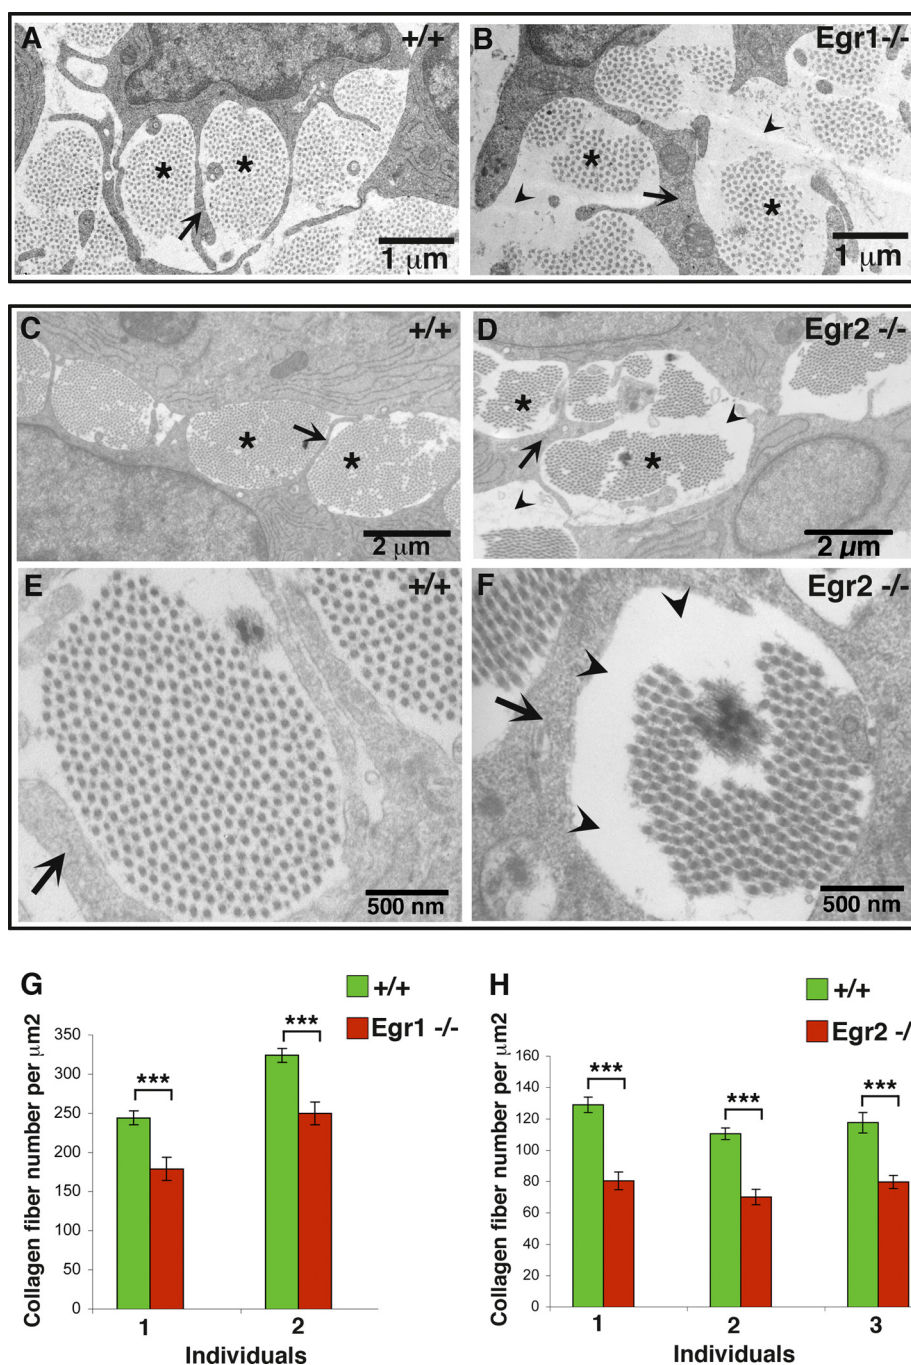 A
+/+
B
Egr1-/-
*
*
*
*
1 μm
1 μm
C
+/+
D
Egr2 -/-
*
*
*
*
2 μm
2 µm
E
+/+
F
Egr2 -/-
500 nm
500 nm
G
+/+
Egr1 -/-
Collagen fiber number per μm2
350
300
250
200
150
100
50
0
***
***
1
2
Individuals
H
+/+
Egr2 -/
Collagen fiber number per μm2
160
140
120
100
80
60
40
20
0
***
***
***
1
2
3
Individuals